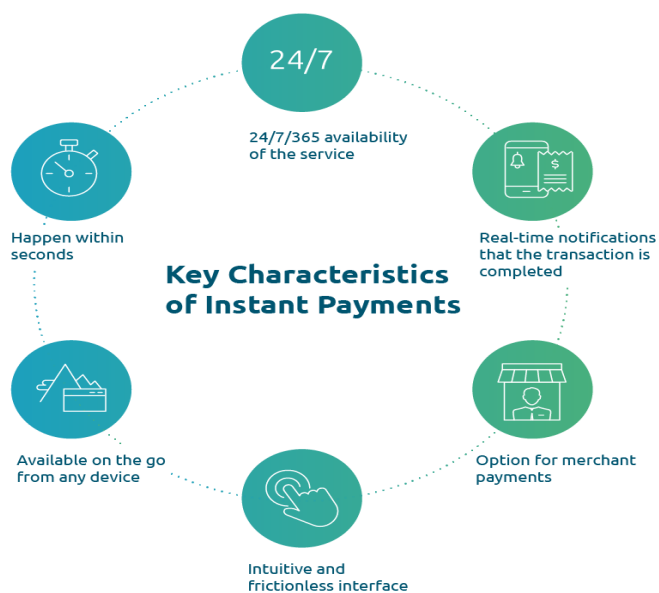 24/7
24/7/365 availability
of the service
Real-time notifications
that the transaction is
completed
$
Happen within
seconds
Key Characteristics
of Instant Payments
Available on the go
from any device
Option for merchant
payments
Intuitive and
frictionless interface